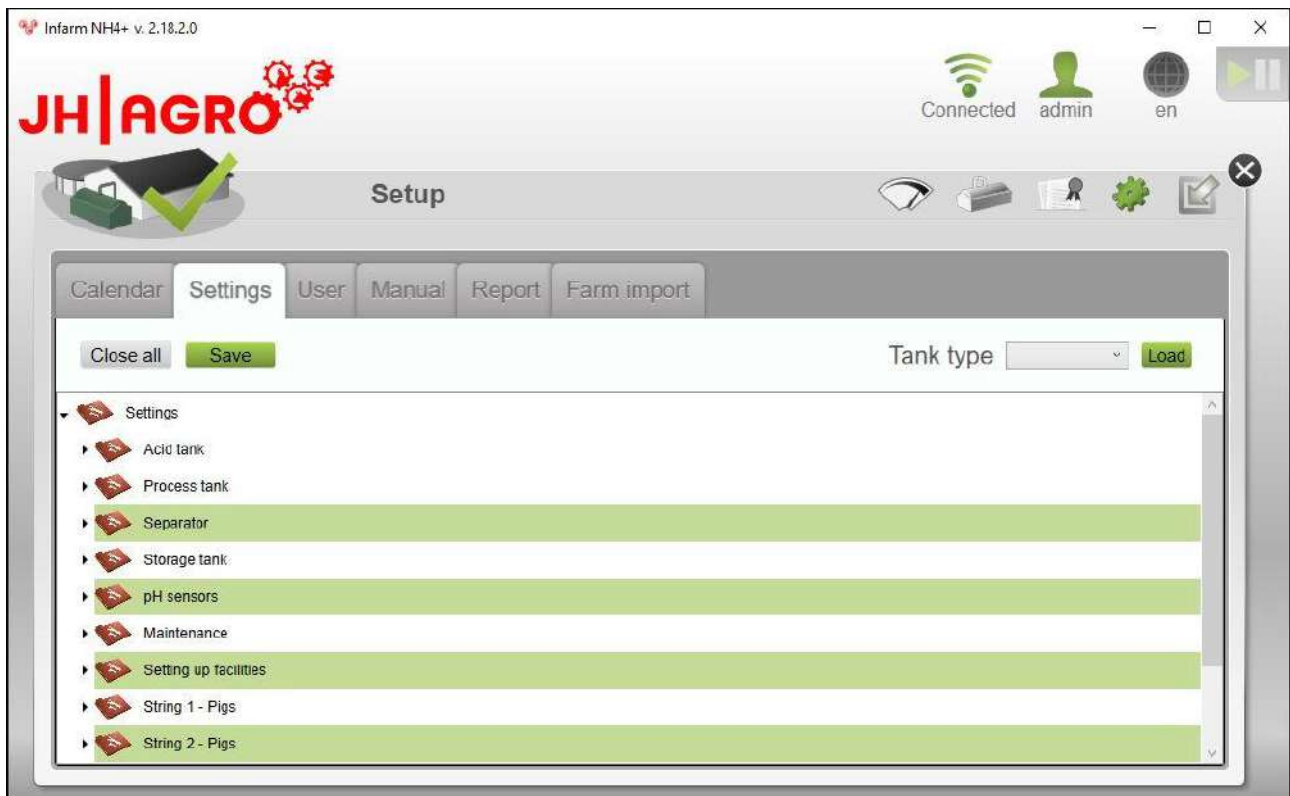 Infarm NH4+ v. 2.18.2.0
JH AGRO
Connected admin en
Setup
Calendar Settings User Manual Report Farm import
Close all Save Tank type Load
Settings
Acid tank
Process tank
Separator
Storage tank
pH sensors
Maintenance
Setting up facilities
String 1 - Pigs
String 2 - Pigs